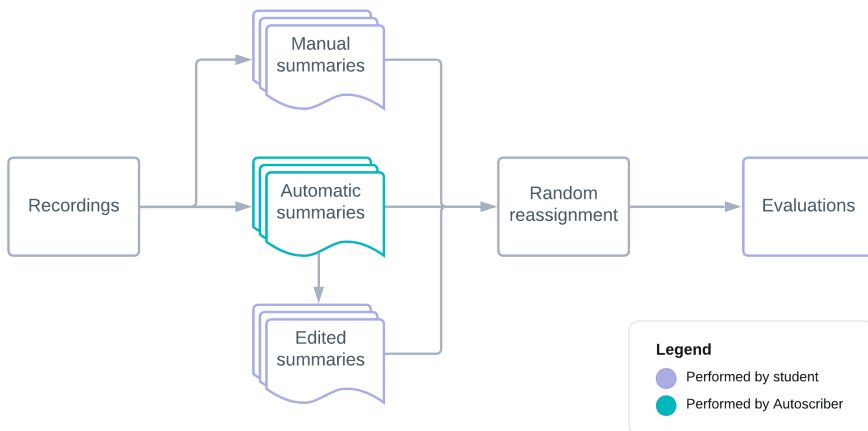 Manual
summaries
Recordings
Automatic
summaries
Random
reassignment
Evaluations
Edited
summaries
Legend
Performed by student
Performed by Autoscriber